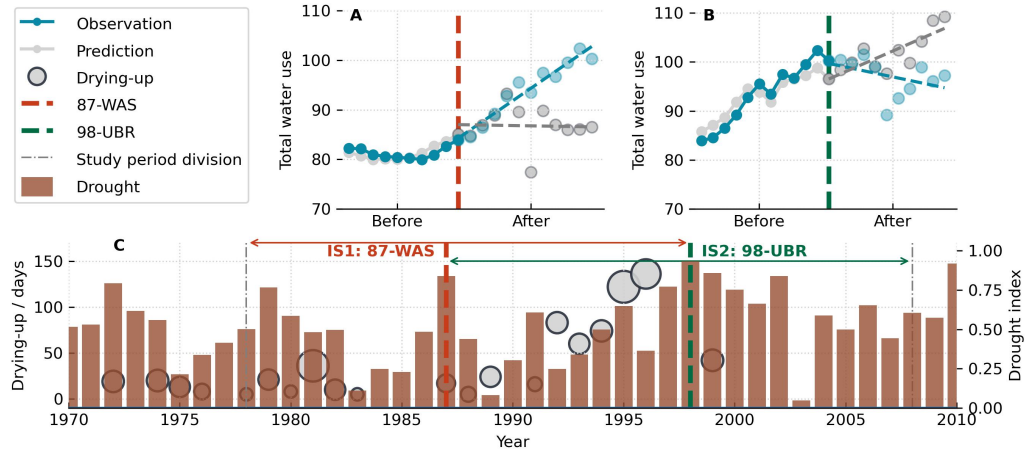 Observation
Prediction
Drying-up
87-WAS
98-UBR
Study period division
Drought
A
Total water use
110
100
90
80
70
Before
After
B
Total water use
110
100
90
80
70
Before
After
C
IS1: 87-WAS
IS2: 98-UBR
Drying-up / days
150
100
50
0
1970
1975
1980
1985
1990
1995
2000
2005
2010
Year
1.00
0.75
0.50
0.25
0.00
Drought index